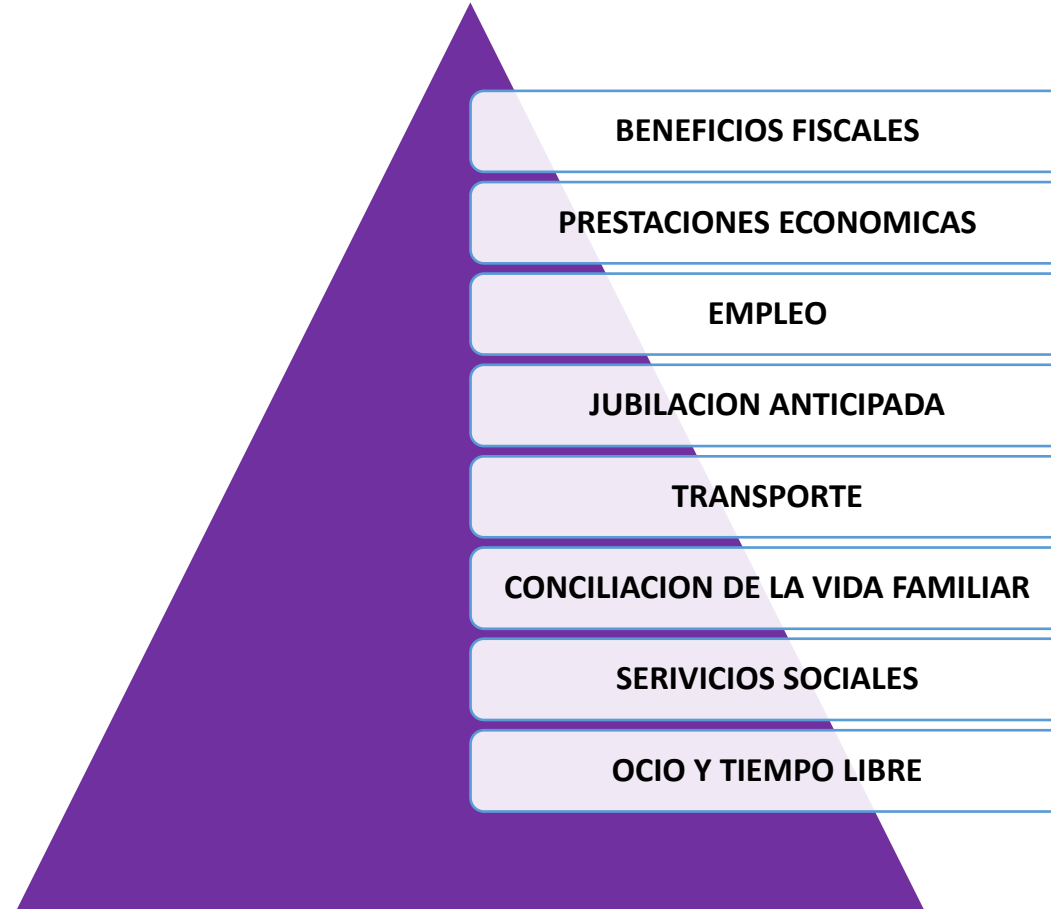 BENEFICIOS FISCALES
PRESTACIONES ECONOMICAS
EMPLEO
JUBILACION ANTICIPADA
TRANSPORTE
CONCILIACION DE LA VIDA FAMILIAR
SERIVICIOS SOCIALES
OCIO Y TIEMPO LIBRE